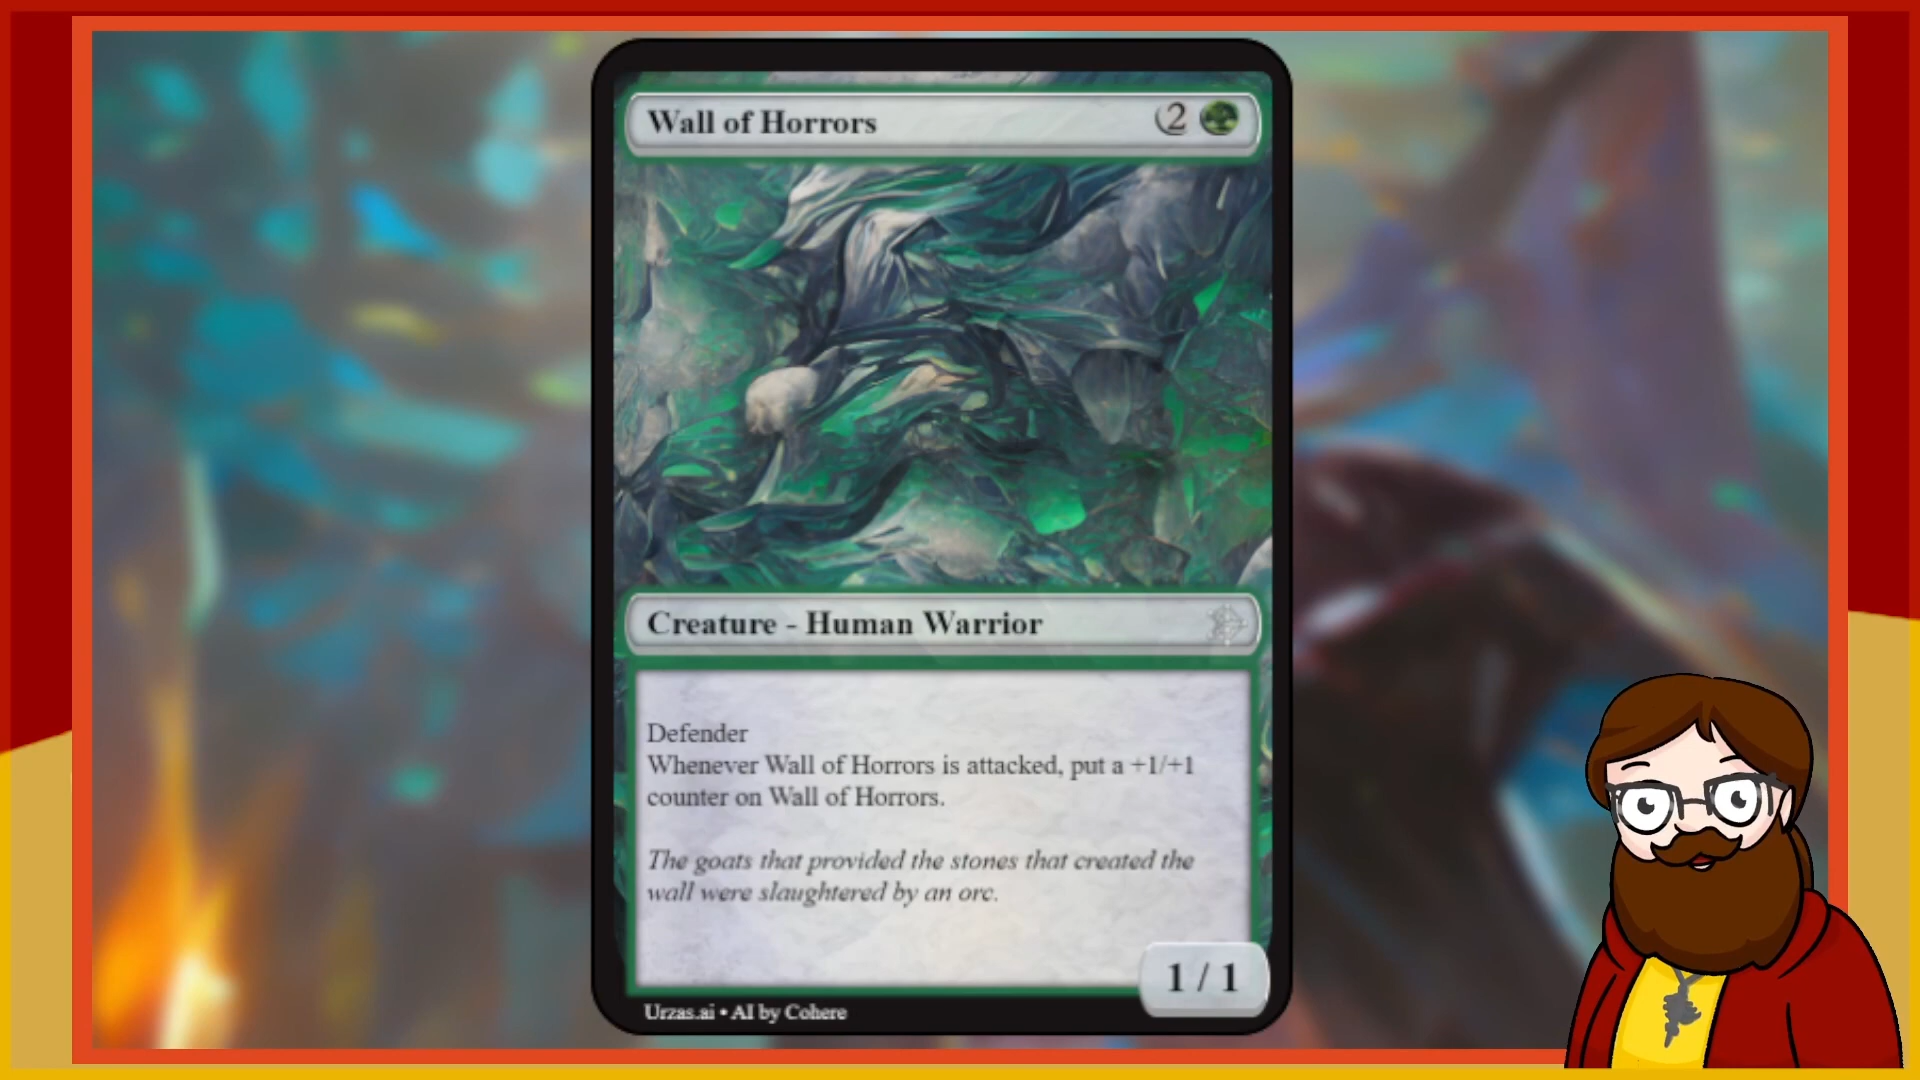 Wall of Horrors 2
Creature - Human Warrior
Defender
Whenever Wall of Horrors is attacked, put a +1/+1
counter on Wall of Horrors.
The goats that provided the stones that created the
wall were slaughtered by an orc.
1 / 1
Urzas.ai • AI by Cohere